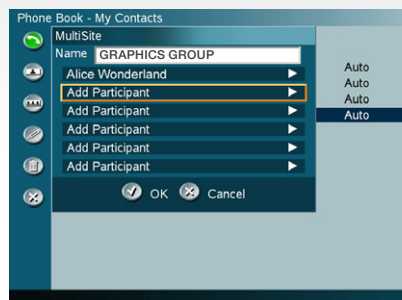 Phone Book - My Contacts
MultiSite
Name GRAPHICS GROUP
Alice Wonderland
Add Participant
Add Participant
Add Participant
Add Participant
Add Participant
OK Cancel
Auto
Auto
Auto
Auto